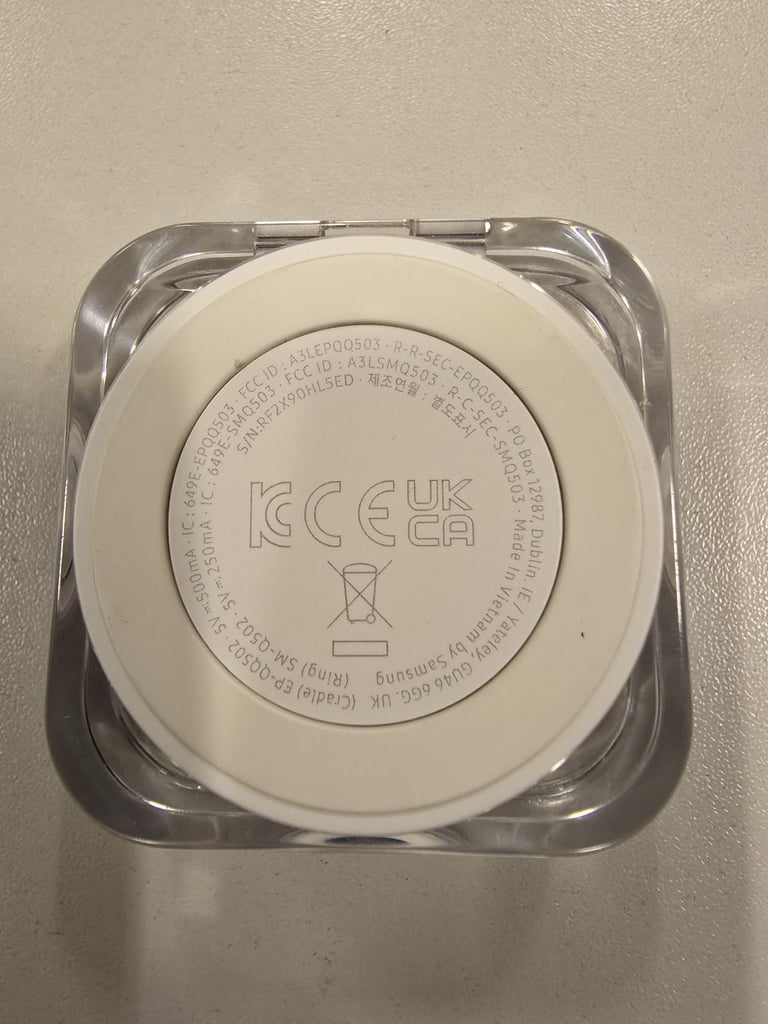 (Cradle) EP-QQ502 : 5V ⎓ 500mA · IC : 649E-EPQQ503 · FCC ID : A3LEPQQ503 · R-R-SEC-EPQQ503 · PO Box 12987, Dublin. IE / Yateley, GU46 6GG. UK
(Ring) SM-Q502 : 5V ⎓ 250mA · IC : 649E-SMQ503 · FCC ID : A3LSMQ503 · R-C-SEC-SMQ503 · Made In Vietnam by Samsung
S/N:RF2X90HL5ED · 제조연월 : 별도표시
KC CE UK
CA